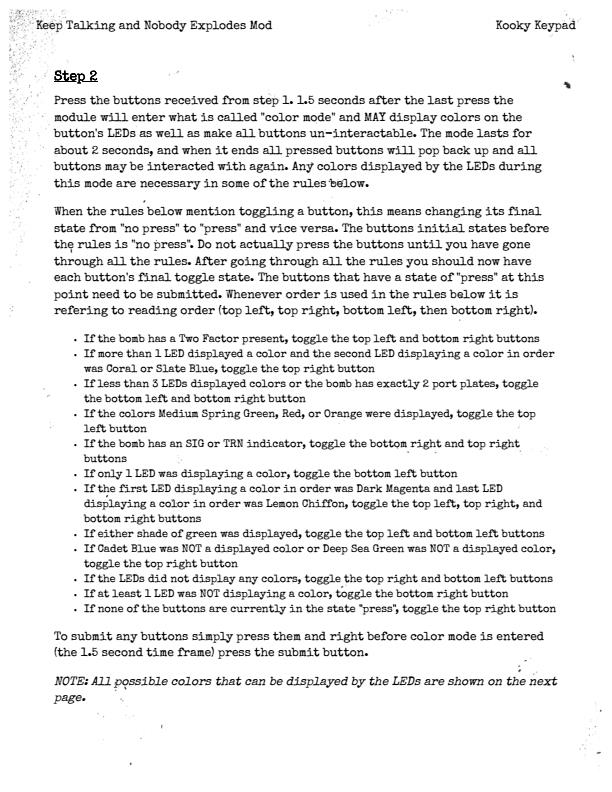 Keep Talking and Nobody Explodes Mod
Kooky Keypad
Step 2
Press the buttons received from step 1. 1.5 seconds after the last press the
module will enter what is called "color mode" and MAY display colors on the
button's LEDs as well as make all buttons un-interactable. The mode lasts for
about 2 seconds, and when it ends all pressed buttons will pop back up and all
buttons may be interacted with again. Any colors displayed by the LEDs during
this mode are necessary in some of the rules below.
When the rules below mention toggling a button, this means changing its final
state from "no press" to "press" and vice versa. The buttons initial states before
the rules is "no press". Do not actually press the buttons until you have gone
through all the rules. After going through all the rules you should now have
each button's final toggle state. The buttons that have a state of "press" at this
point need to be submitted. Whenever order is used in the rules below it is
refering to reading order (top left, top right, bottom left, then bottom right).
• If the bomb has a Two Factor present, toggle the top left and bottom right buttons
• If more than 1 LED displayed a color and the second LED displaying a color in order
was Coral or Slate Blue, toggle the top right button
• If less than 3 LEDs displayed colors or the bomb has exactly 2 port plates, toggle
the bottom left and bottom right button
• If the colors Medium Spring Green, Red, or Orange were displayed, toggle the top
left button
• If the bomb has an SIG or TRN indicator, toggle the bottom right and top right
buttons
• If only 1 LED was displaying a color, toggle the bottom left button
• If the first LED displaying a color in order was Dark Magenta and last LED
displaying a color in order was Lemon Chiffon, toggle the top left, top right, and
bottom right buttons
• If either shade of green was displayed, toggle the top left and bottom left buttons
• If Cadet Blue was NOT a displayed color or Deep Sea Green was NOT a displayed color,
toggle the top right button
• If the LEDs did not display any colors, toggle the top right and bottom left buttons
• If at least 1 LED was NOT displaying a color, toggle the bottom right button
• If none of the buttons are currently in the state "press", toggle the top right button
To submit any buttons simply press them and right before color mode is entered
(the 1.5 second time frame) press the submit button.
NOTE: All possible colors that can be displayed by the LEDs are shown on the next
page.